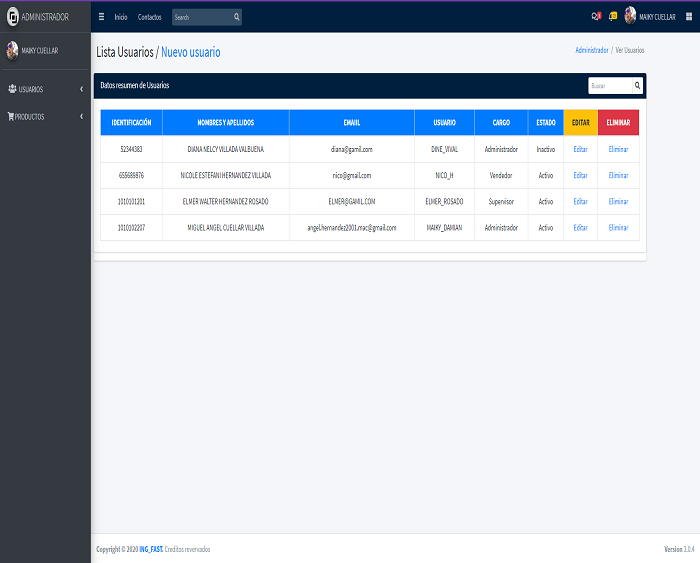 ADMINISTRADOR
Inicio Contactos Search MAIKY CUELLAR
MAIKY CUELLAR
USUARIOS
PRODUCTOS
Lista Usuarios / Nuevo usuario
Administrador / Ver Usuarios
Datos resumen de Usuarios
Buscar
IDENTIFICACIÓN NOMBRES Y APELLIDOS EMAIIL USUARIO CARGO ESTADO EDITAR ELIMINAR
52344383 DIANA NELCY VILLADA VALBUENA diana@gamil.com DINE_VIVAL Administrador Inactivo Editar Eliminar
655689876 NICOLE ESTEFANI HERNANDEZ VILLADA nico@gmail.com NICO_H Vendedor Activo Editar Eliminar
1010101201 ELMER WALTER HERNANDEZ ROSADO ELMER@GAMIL.COM ELMER_ROSADO Supervisor Activo Editar Eliminar
1010102207 MIGUEL ANGEL CUELLAR VILLADA angel.hernandez2001.mac@gmail.com MAIKY_DAMIAN Administrador Activo Editar Eliminar
Copyright © 2020 ING_FAST. Creditos revervados
Version 3.0.4